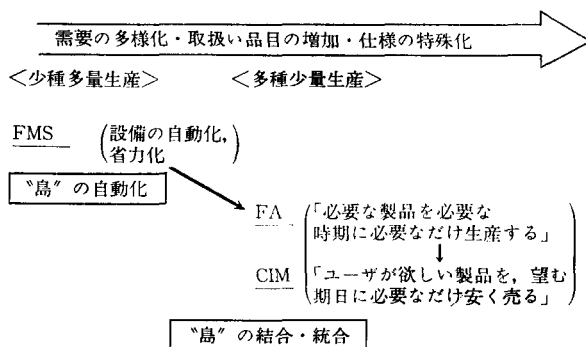 需要の多様化・取扱い品目の増加・仕様の特殊化
＜少種多量生産＞ ＜多種少量生産＞
FMS (設備の自動化,
省力化)
〝島〟の自動化
FA (「必要な製品を必要な
時期に必要なだけ生産する」
CIM 「ユーザが欲しい製品を, 望む
期日に必要なだけ安く売る」)
〝島〟の結合・統合